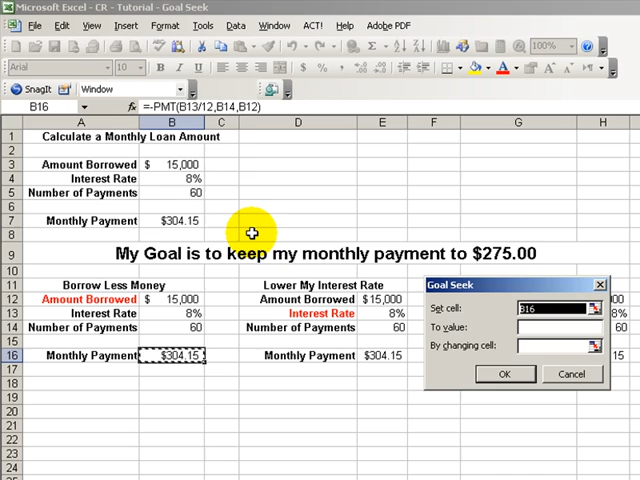 Microsoft Excel - CR - Tutorial - Goal Seek
File Edit View Insert Format Tools Data Window ACT! Help Adobe PDF
Σ 100%
Arial 10 B I U $ % , A
SnagIt Window
B16 fx =-PMT(B13/12,B14,B12)
A B C D E F G H
1 Calculate a Monthly Loan Amount
2
3 Amount Borrowed $ 15,000
4 Interest Rate 8%
5 Number of Payments 60
6
7 Monthly Payment $304.15
8
9 My Goal is to keep my monthly payment to $275.00
10
11 Borrow Less Money Lower My Interest Rate
12 Amount Borrowed $ 15,000 Amount Borrowed $ 15,000 000
13 Interest Rate 8% Interest Rate 8% 8%
14 Number of Payments 60 Number of Payments 60 60
15
16 Monthly Payment $304.15 Monthly Payment $304.15 .15
17
18
19
20
21
22
23
24
Goal Seek
Set cell: B16
To value:
By changing cell:
OK Cancel